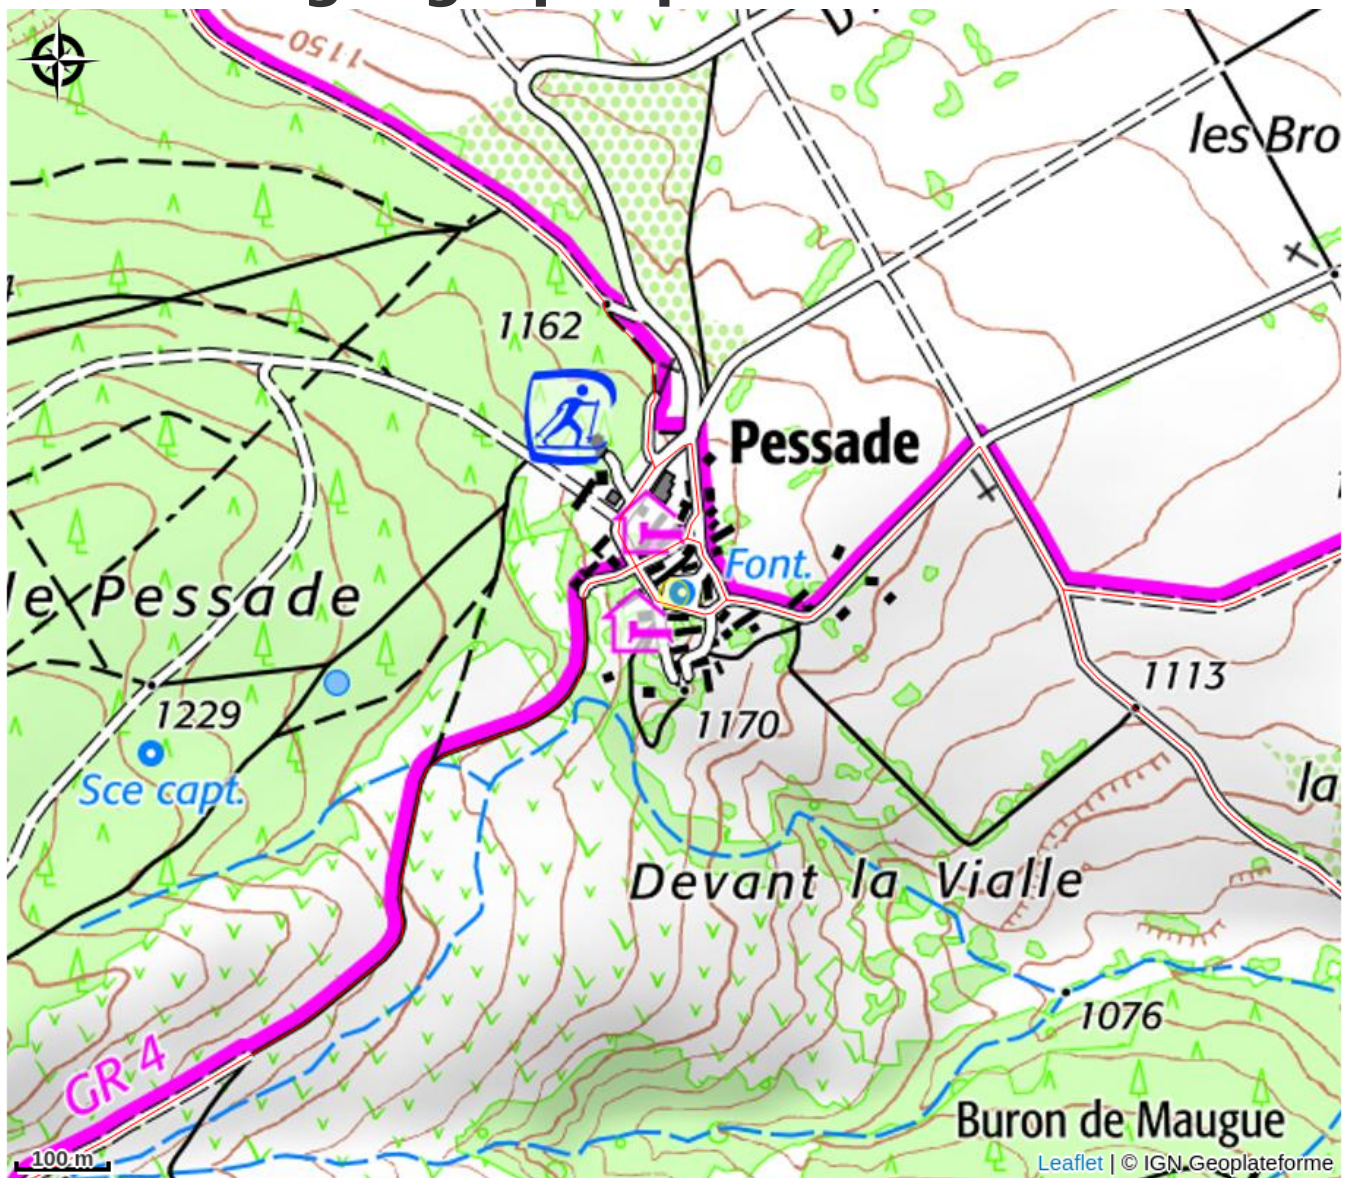 1150
les Bro
1162
Pessade
Font.
le Pessade
1113
1229
1170
Sce capt.
la
Devant la Vialle
1076
GR 4
Buron de Maugue
100 m
Leaflet | © IGN Geoplateforme